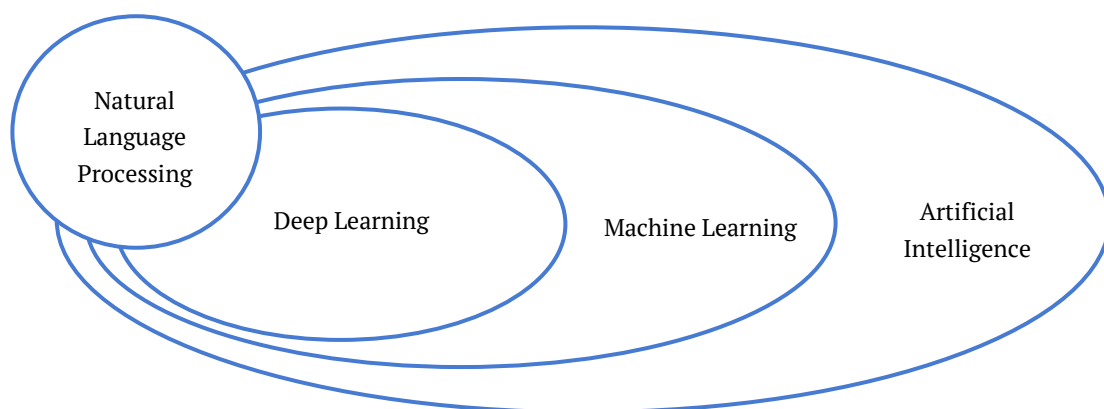 Natural
Language
Processing
Deep Learning
Machine Learning
Artificial
Intelligence